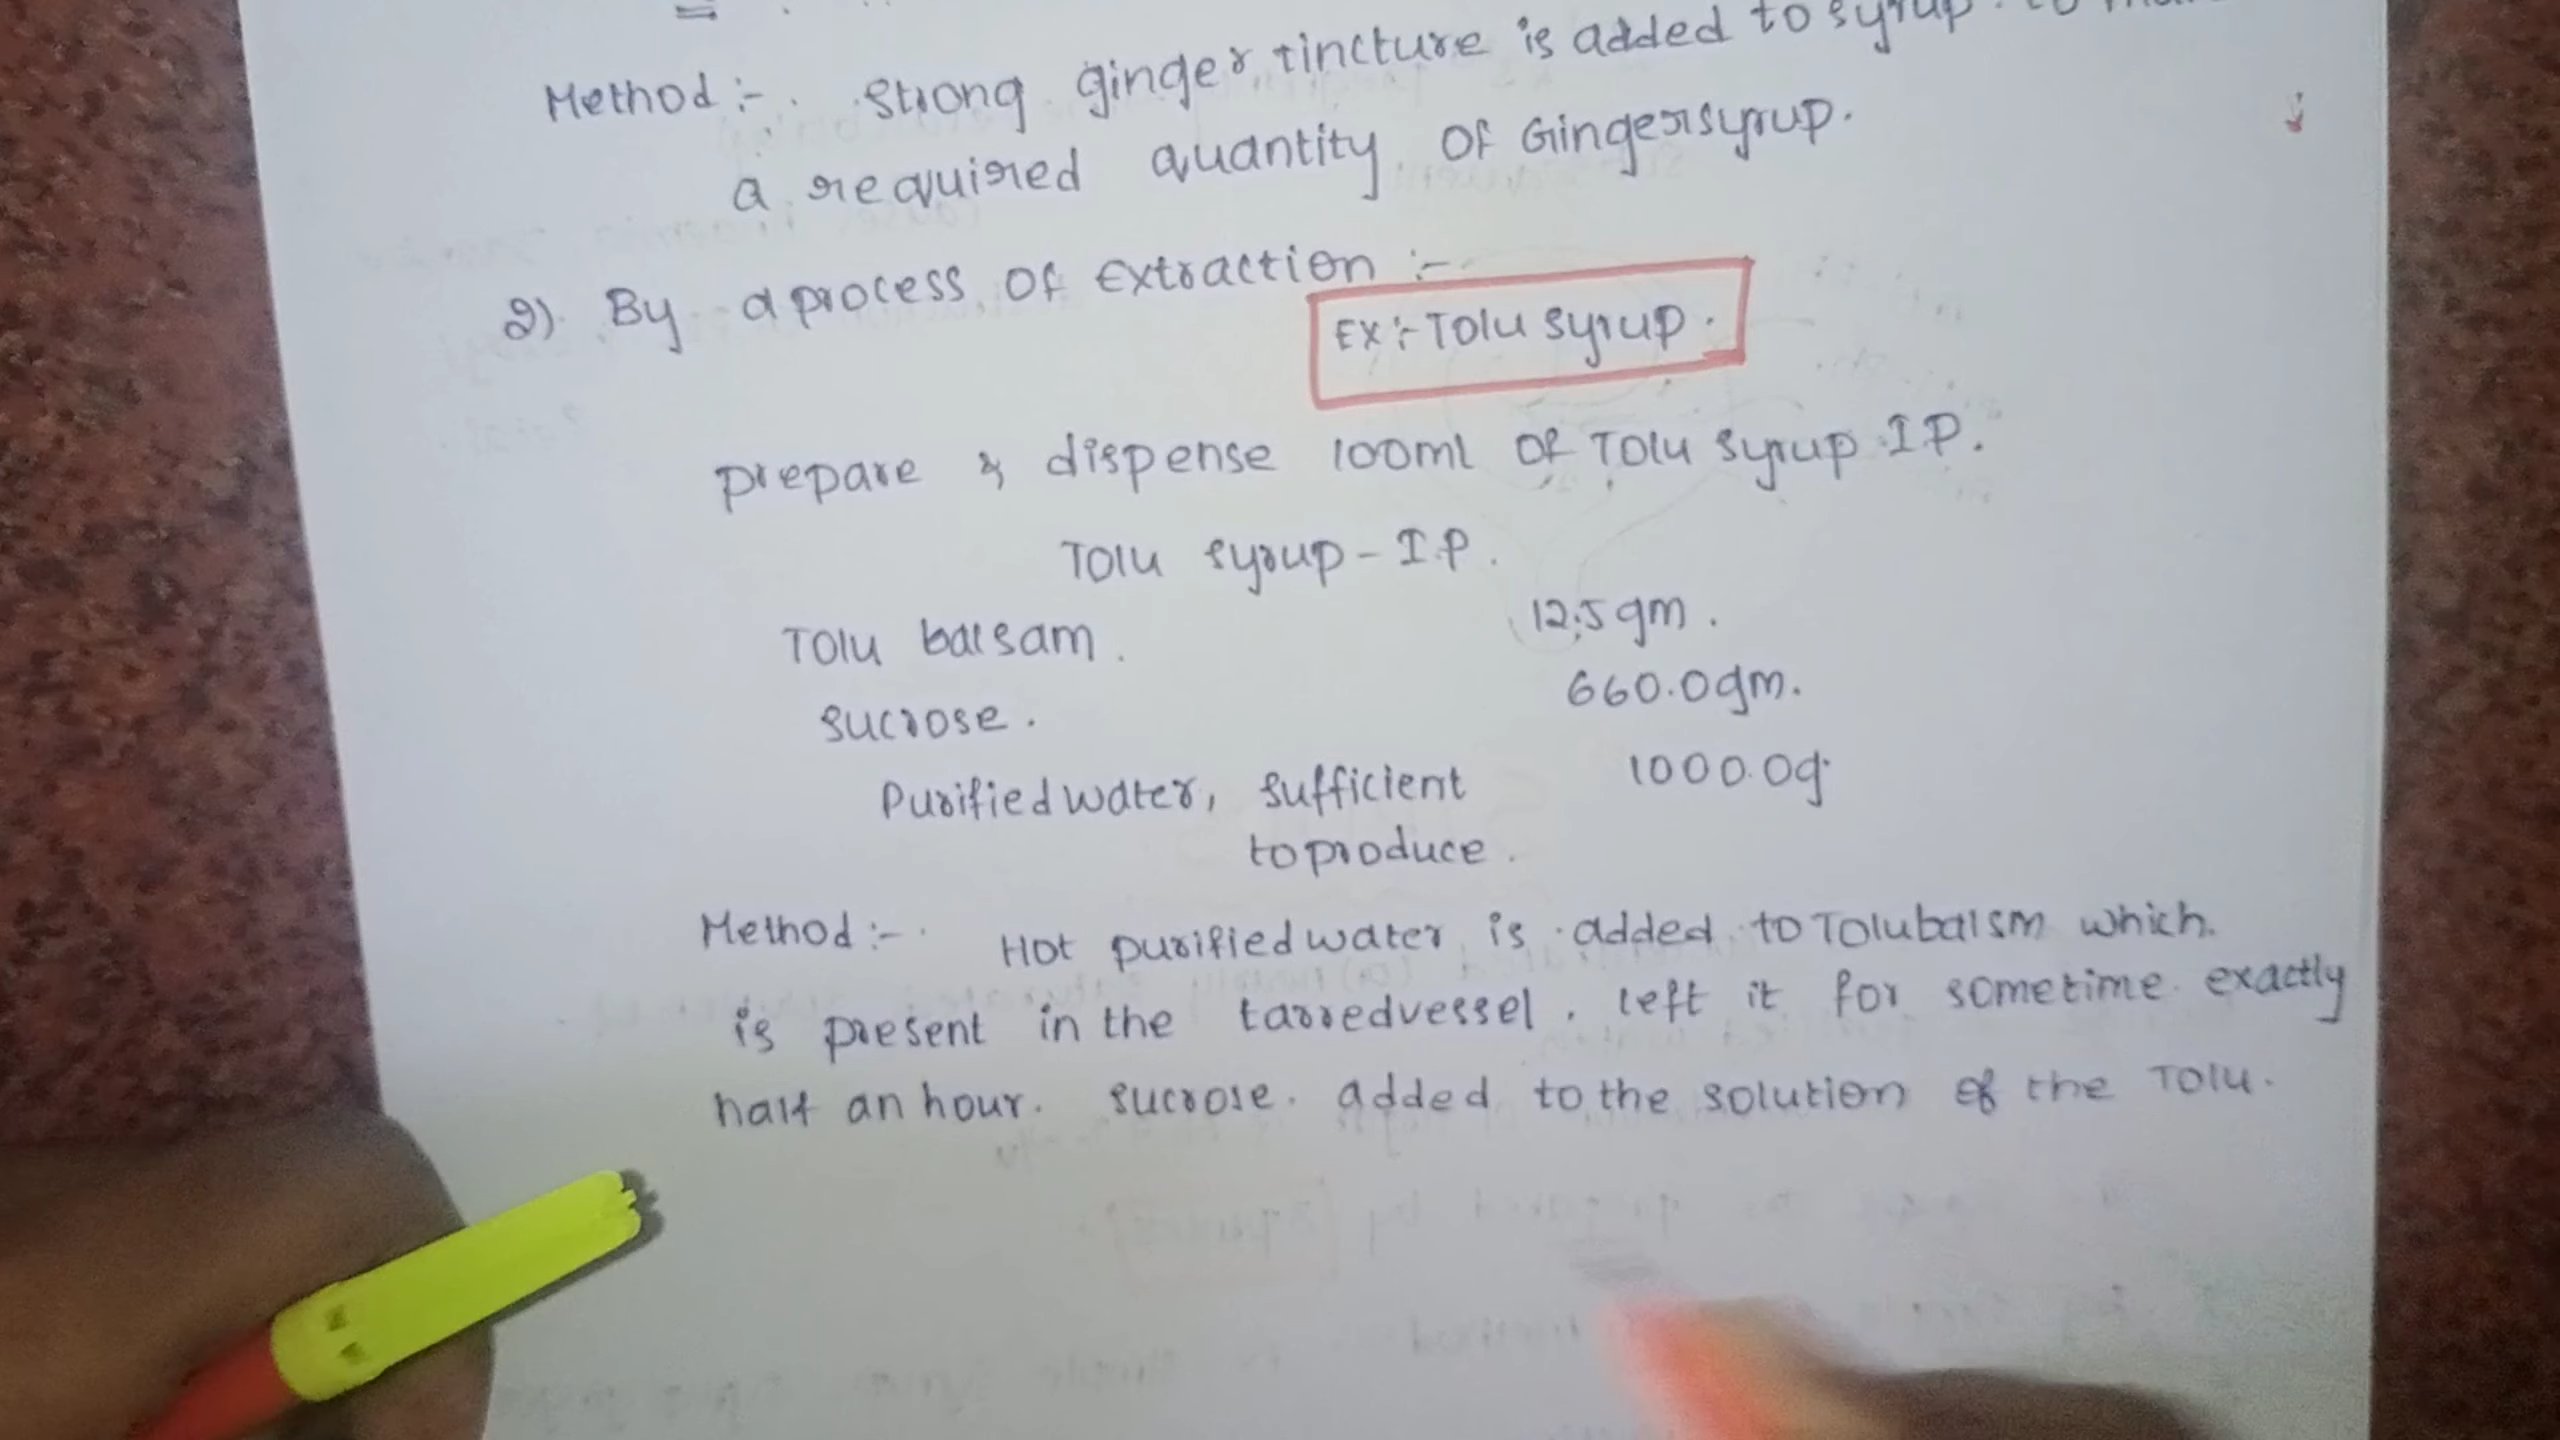 Method :- Strong ginger tincture is added to syrup. to
a required quantity of Gingersyrup.
2) By a process of Extraction :-
EX :- Tolu Syrup.
prepare & dispense 100ml of Tolu Syrup I.P.
Tolu syrup - I.P.
Tolu balsam. 12.5 gm.
sucrose. 660.0gm.
Purified water, sufficient 1000.0g.
to produce.
Method :- Hot purified water is added to Tolubalsm which.
is present in the tarredvessel. left it for sometime exactly
half an hour. sucrose. added to the solution of the Tolu.